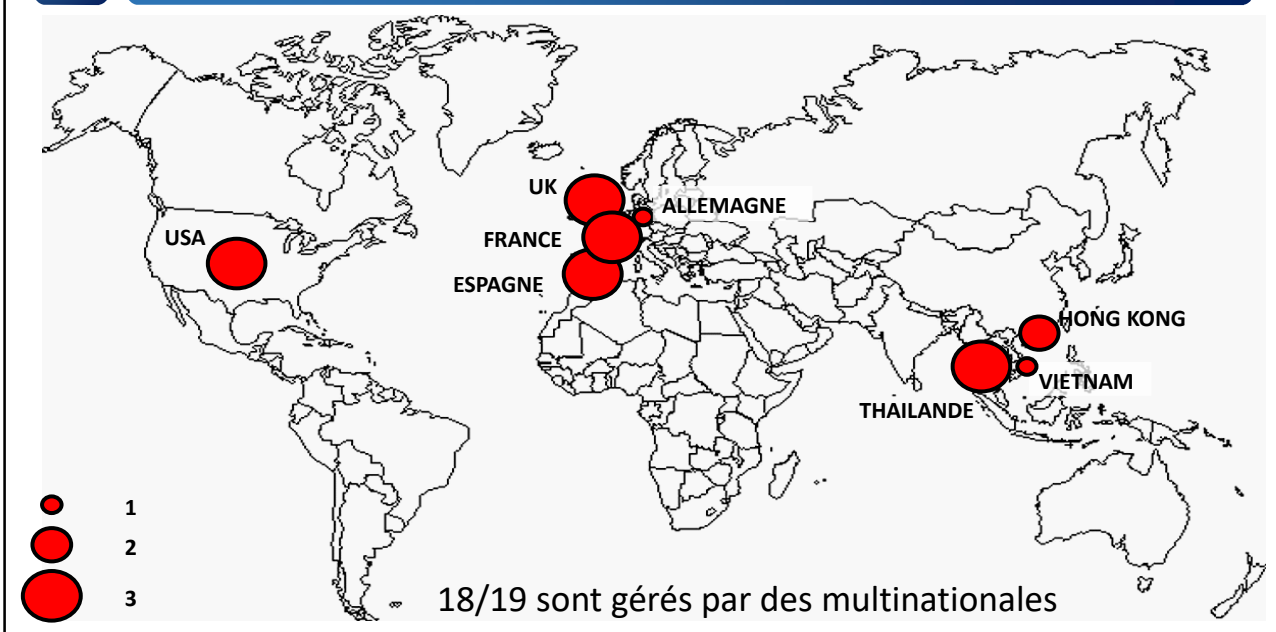 UK
ALLEMAGNE
USA
FRANCE
ESPAGNE
HONG KONG
VIETNAM
THAILANDE
1
2
3
18/19 sont gérés par des multinationales